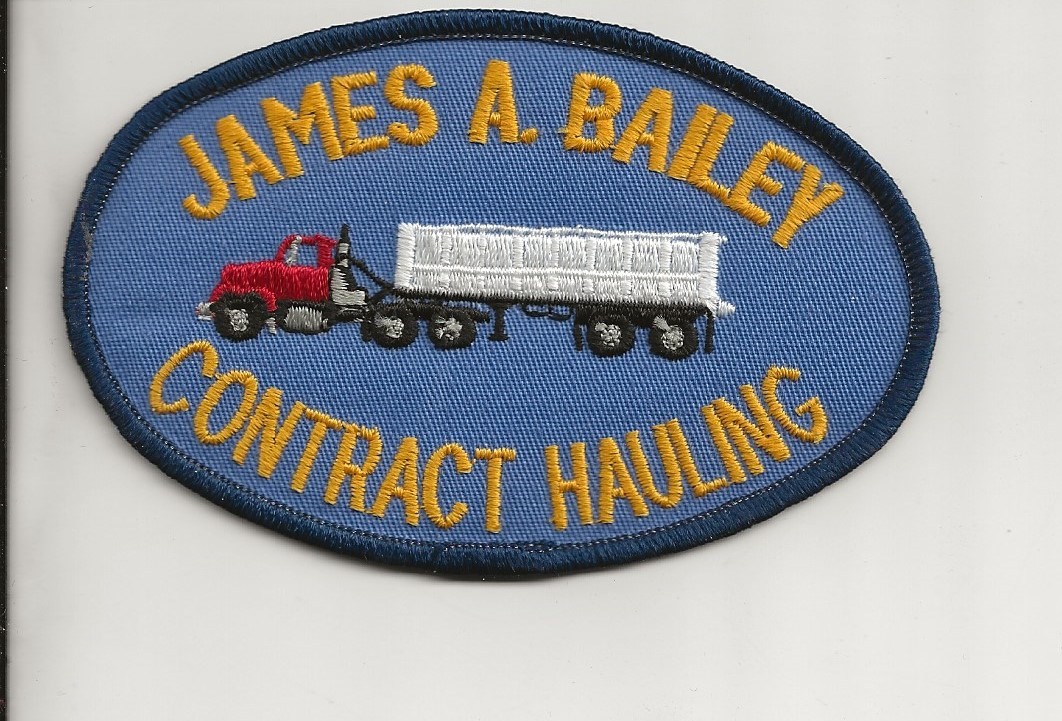 JAMES A. BAILEY
CONTRACT HAULING